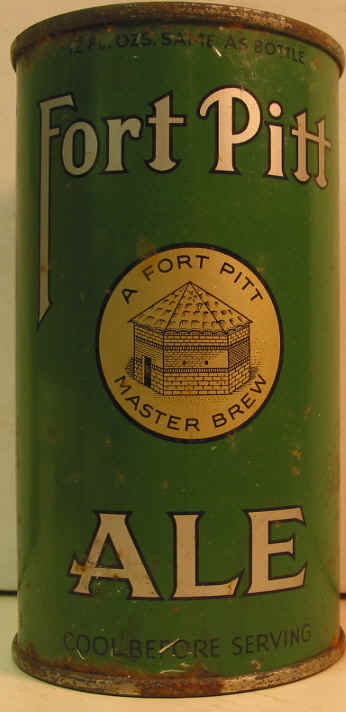 12 FL. OZS. SAME AS BOTTLE
Fort Pitt
A FORT PITT
MASTER BREW
ALE
COOL BEFORE SERVING